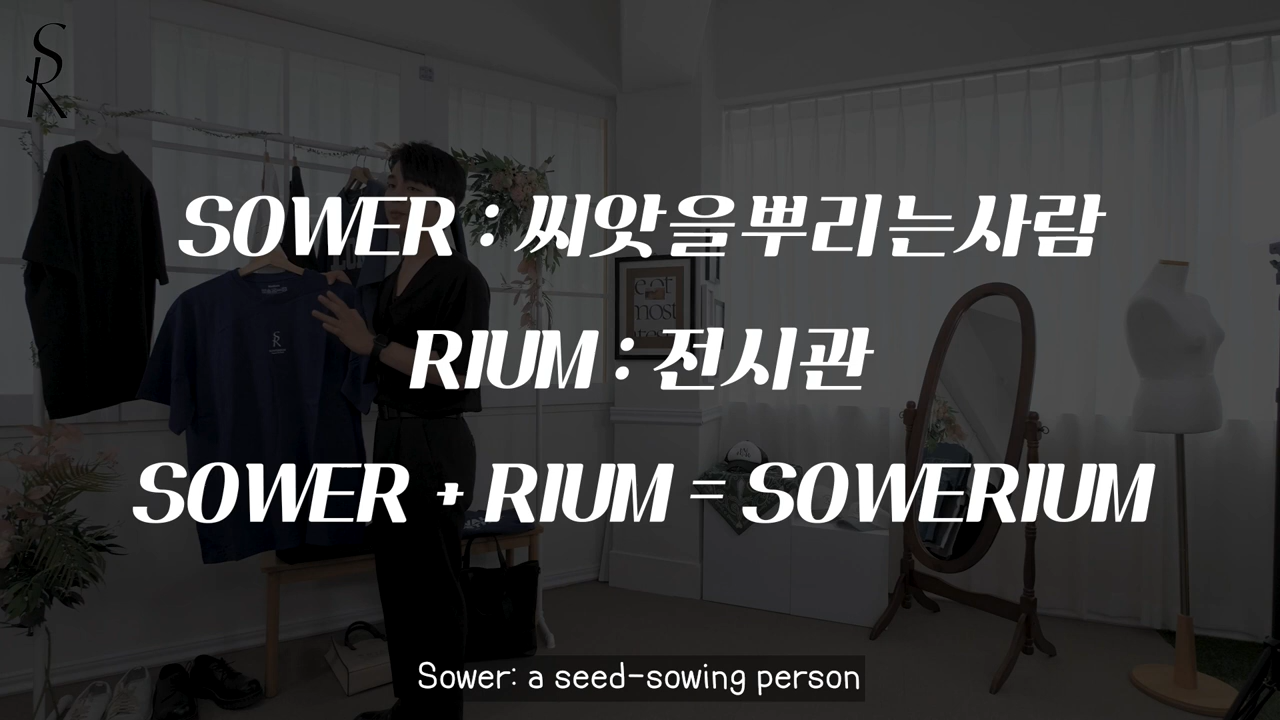 SR
SOWER : 씨앗을뿌리는사람
RIUM : 전시관
SOWER + RIUM = SOWERIUM
Sower: a seed-sowing person